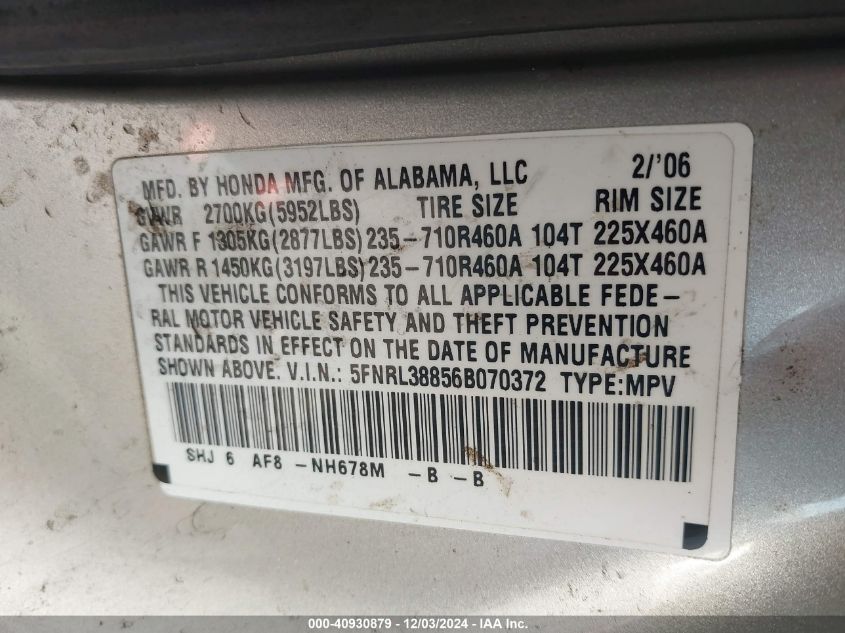 MFD. BY HONDA MFG. OF ALABAMA, LLC 2/'06
GVWR 2700KG(5952LBS) TIRE SIZE RIM SIZE
GAWR F 1305KG(2877LBS) 235-710R460A 104T 225X460A
GAWR R 1450KG(3197LBS) 235-710R460A 104T 225X460A
THIS VEHICLE CONFORMS TO ALL APPLICABLE FEDE-
RAL MOTOR VEHICLE SAFETY AND THEFT PREVENTION
STANDARDS IN EFFECT ON THE DATE OF MANUFACTURE
SHOWN ABOVE. V.I.N.: 5FNRL38856B070372 TYPE:MPV
SHJ 6 AF8 -NH678M -B -B
000-40930879 - 12/03/2024 - IAA Inc.